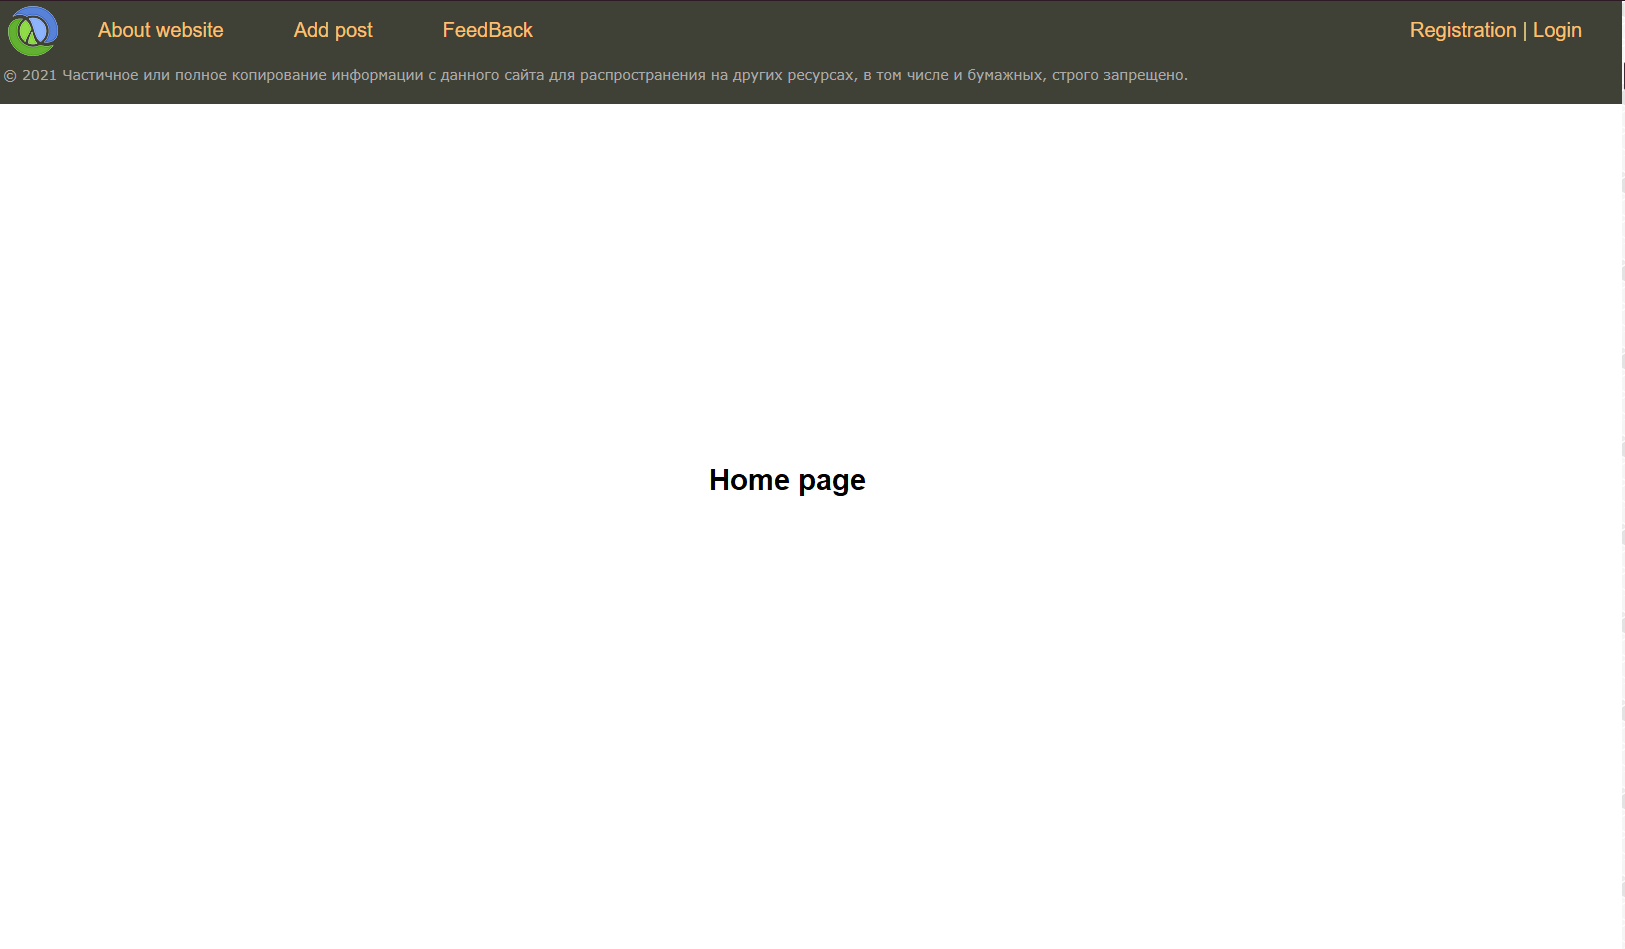 About website Add post FeedBack Registration | Login
© 2021 Частичное или полное копирование информации с данного сайта для распространения на других ресурсах, в том числе и бумажных, строго запрещено.
Home page